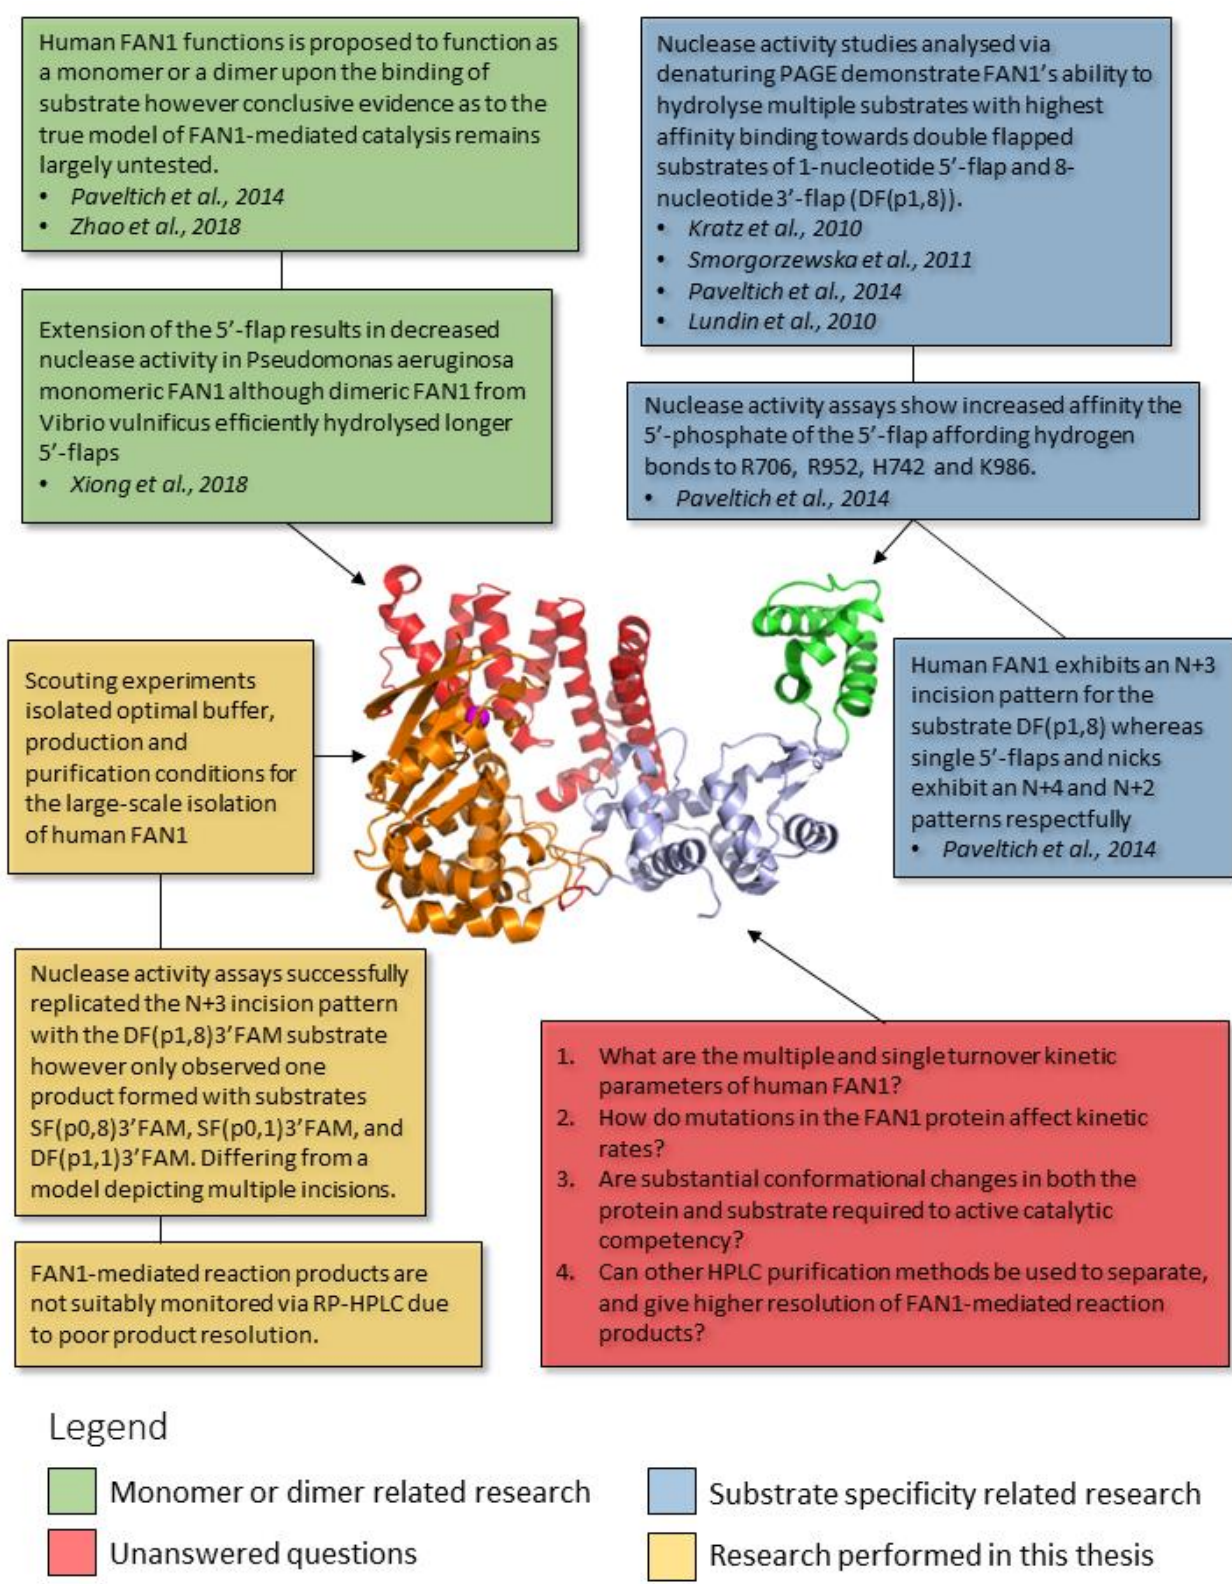 Human FAN1 functions is proposed to function as
a monomer or a dimer upon the binding of
substrate however conclusive evidence as to the
true model of FAN1-mediated catalysis remains
largely untested.
• Paveltich et al., 2014
• Zhao et al., 2018
Extension of the 5’-flap results in decreased
nuclease activity in Pseudomonas aeruginosa
monomeric FAN1 although dimeric FAN1 from
Vibrio vulnificus efficiently hydrolysed longer
5’-flaps
• Xiong et al., 2018
Nuclease activity studies analysed via
denaturing PAGE demonstrate FAN1’s ability to
hydrolyse multiple substrates with highest
affinity binding towards double flapped
substrates of 1-nucleotide 5’-flap and 8-
nucleotide 3’-flap (DF(p1,8)).
• Kratz et al., 2010
• Smorgorzewska et al., 2011
• Paveltich et al., 2014
• Lundin et al., 2010
Nuclease activity assays show increased affinity the
5’-phosphate of the 5’-flap affording hydrogen
bonds to R706, R952, H742 and K986.
• Paveltich et al., 2014
Human FAN1 exhibits an N+3
incision pattern for the
substrate DF(p1,8) whereas
single 5’-flaps and nicks
exhibit an N+4 and N+2
patterns respectfully
• Paveltich et al., 2014
Scouting experiments
isolated optimal buffer,
production and
purification conditions for
the large-scale isolation
of human FAN1
Nuclease activity assays successfully
replicated the N+3 incision pattern
with the DF(p1,8)3’FAM substrate
however only observed one
product formed with substrates
SF(p0,8)3’FAM, SF(p0,1)3’FAM, and
DF(p1,1)3’FAM. Differing from a
model depicting multiple incisions.
FAN1-mediated reaction products are
not suitably monitored via RP-HPLC due
to poor product resolution.
1. What are the multiple and single turnover kinetic
parameters of human FAN1?
2. How do mutations in the FAN1 protein affect kinetic
rates?
3. Are substantial conformational changes in both the
protein and substrate required to active catalytic
competency?
4. Can other HPLC purification methods be used to separate,
and give higher resolution of FAN1-mediated reaction
products?
Legend
Monomer or dimer related research
Substrate specificity related research
Unanswered questions
Research performed in this thesis